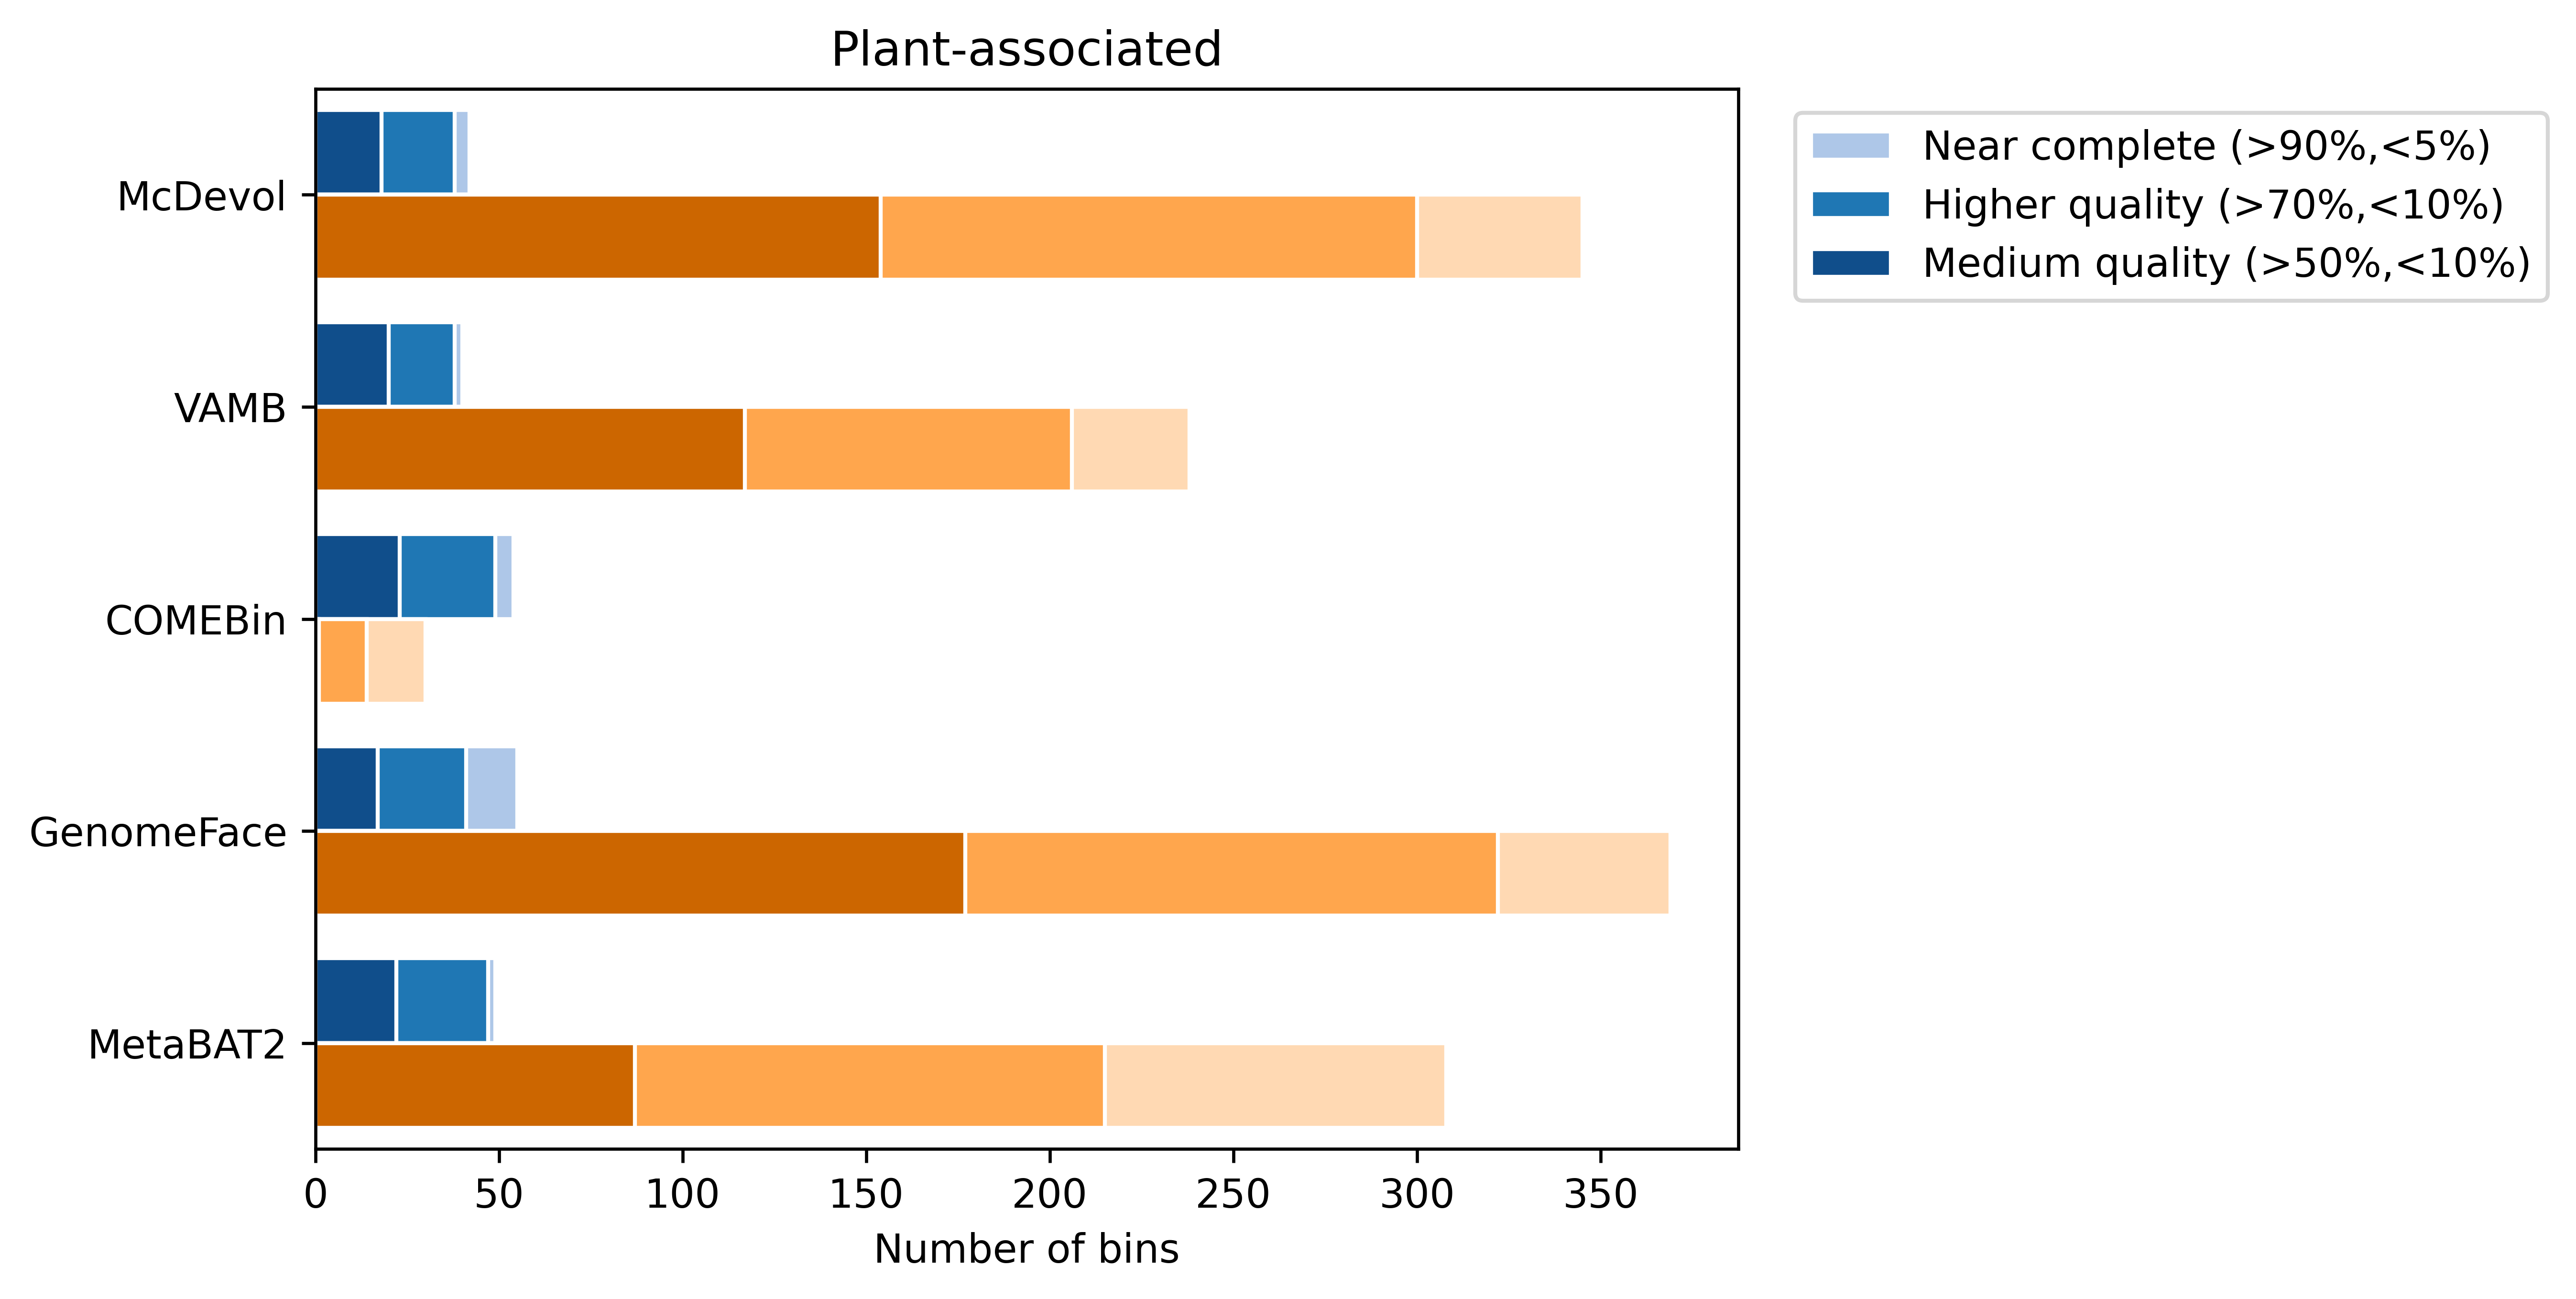 Plant-associated
McDevol
VAMB
COMEBin
GenomeFace
MetaBAT2
0 50 100 150 200 250 300 350
Number of bins
Near complete (>90%,<5%)
Higher quality (>70%,<10%)
Medium quality (>50%,<10%)